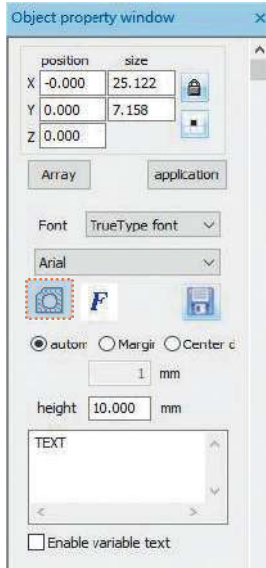 Object property window ×
position size
X -0.000 25.122
Y 0.000 7.158
Z 0.000
Array application
Font TrueType font
Arial
F
autom Margir Center d
1 mm
height 10.000 mm
TEXT
Enable variable text